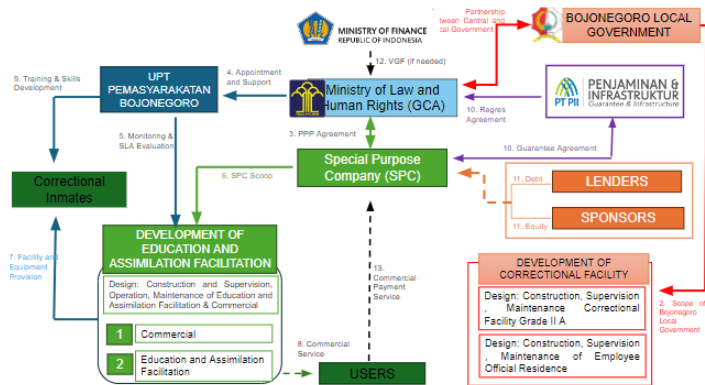 MINISTRY OF FINANCE
REPUBLIC OF INDONESIA
Partnership
between Central and
Local Government
BOJONEGORO LOCAL
GOVERNMENT
12. VGF (if needed)
9. Training & Skills
Development
UPT
PEMASYARAKATAN
BOJONEGORO
4. Appointment
and Support
Ministry of Law and
Human Rights (GCA)
10. Regres
Agreement
PT PII
PENJAMINAN &
INFRASTRUKTUR
Guarantee & Infrastructure
5. Monitoring &
SLA Evaluation
3. PPP Agreement
10. Guarantee Agreement
Special Purpose
Company (SPC)
6. SPC Scoop
Correctional
Inmates
11. Debt
LENDERS
11. Equity
SPONSORS
DEVELOPMENT OF
EDUCATION AND
ASSIMILATION FACILITATION
7. Facility and
Equipment
Provision
Design: Construction and Supervision,
Operation, Maintenance of Education and
Assimilation Facilitation & Commercial
1 Commercial
2 Education and Assimilation
Facilitation
13.
Commercial
Payment
Service
8. Commercial
Service
USERS
DEVELOPMENT OF
CORRECTIONAL FACILITY
Design: Construction, Supervision
, Maintenance Correctional
Facility Grade II A
Design: Construction, Supervision
, Maintenance of Employee
Official Residence
2. Scope of
Bojonegoro
Local
Government